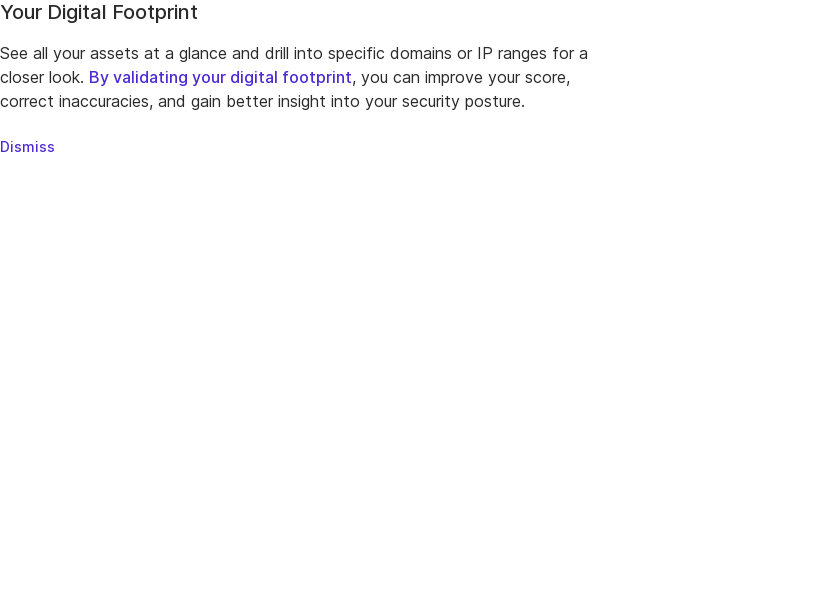 Your Digital Footprint
See all your assets at a glance and drill into specific domains or IP ranges for a
closer look. By validating your digital footprint, you can improve your score,
correct inaccuracies, and gain better insight into your security posture.
Dismiss